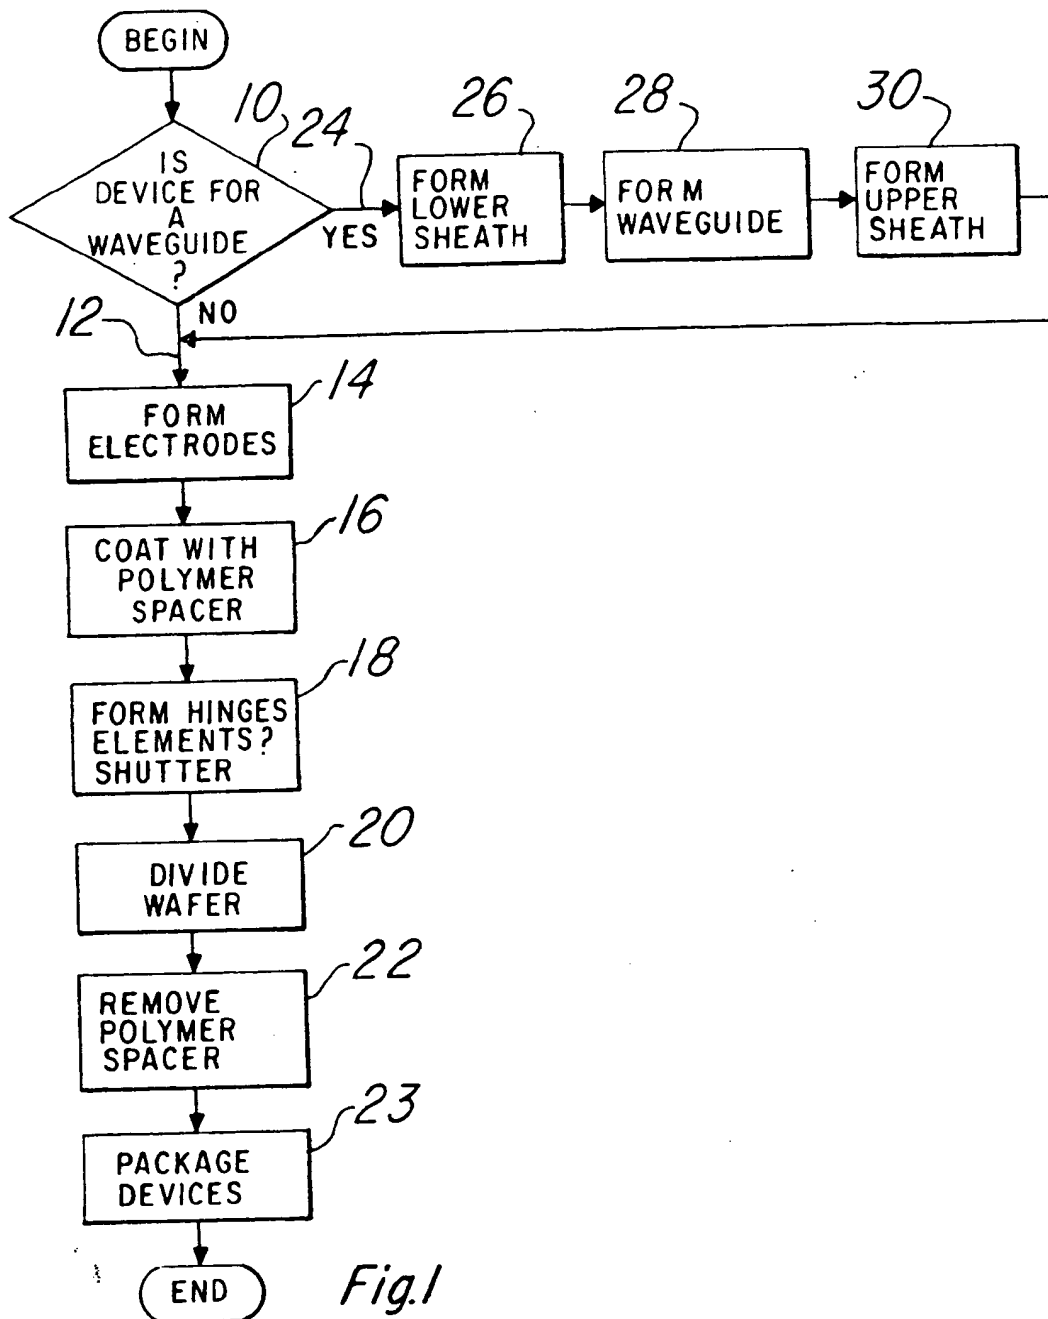 BEGIN
10
24
26
28
30
IS
DEVICE FOR
A
WAVEGUIDE
?
YES
FORM
LOWER
SHEATH
FORM
WAVEGUIDE
FORM
UPPER
SHEATH
NO
12
14
FORM
ELECTRODES
16
COAT WITH
POLYMER
SPACER
18
FORM HINGES
ELEMENTS?
SHUTTER
20
DIVIDE
WAFER
22
REMOVE
POLYMER
SPACER
23
PACKAGE
DEVICES
END
Fig.1